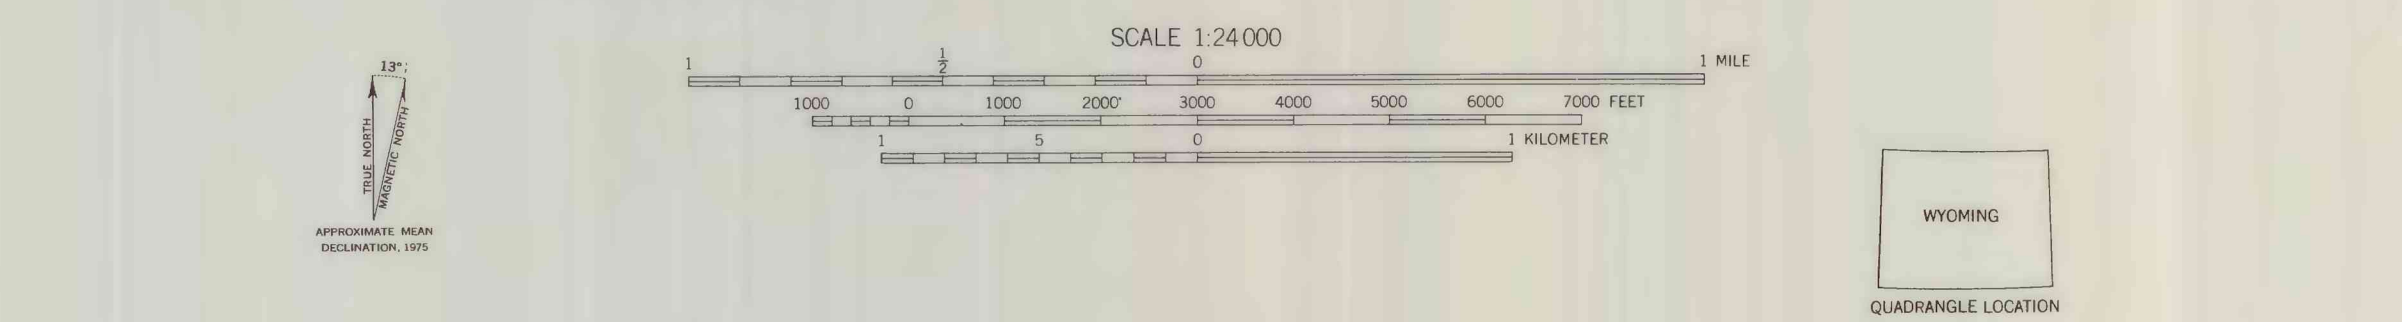 SCALE 1:24 000
1 1/2 0 1 MILE
1000 0 1000 2000 3000 4000 5000 6000 7000 FEET
1 5 0 1 KILOMETER
13°
TRUE NORTH
MAGNETIC NORTH
APPROXIMATE MEAN
DECLINATION, 1975
WYOMING
QUADRANGLE LOCATION